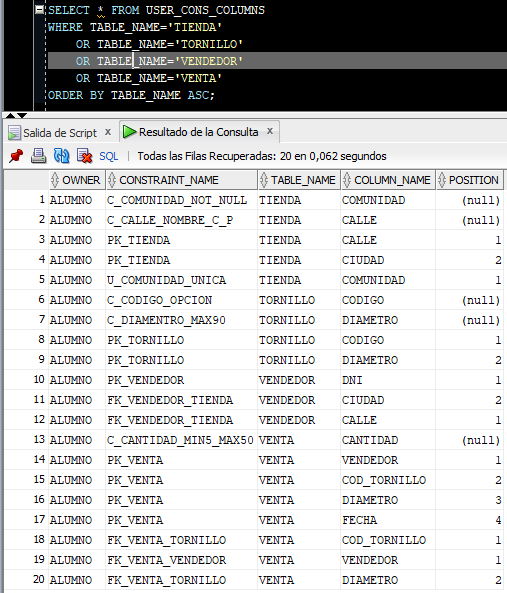 SELECT * FROM USER_CONS_COLUMNS
WHERE TABLE_NAME='TIENDA'
OR TABLE_NAME='TORNILLO'
OR TABLE_NAME='VENDEDOR'
OR TABLE_NAME='VENTA'
ORDER BY TABLE_NAME ASC;
Salida de Script x Resultado de la Consulta x
SQL | Todas las Filas Recuperadas: 20 en 0,062 segundos
OWNER CONSTRAINT_NAME TABLE_NAME COLUMN_NAME POSITION
1 ALUMNO C_COMUNIDAD_NOT_NULL TIENDA COMUNIDAD (null)
2 ALUMNO C_CALLE_NOMBRE_C_P TIENDA CALLE (null)
3 ALUMNO PK_TIENDA TIENDA CALLE 1
4 ALUMNO PK_TIENDA TIENDA CIUDAD 2
5 ALUMNO U_COMUNIDAD_UNICA TIENDA COMUNIDAD 1
6 ALUMNO C_CODIGO_OPCION TORNILLO CODIGO (null)
7 ALUMNO C_DIAMENTRO_MAX90 TORNILLO DIAMETRO (null)
8 ALUMNO PK_TORNILLO TORNILLO CODIGO 1
9 ALUMNO PK_TORNILLO TORNILLO DIAMETRO 2
10 ALUMNO PK_VENDEDOR VENDEDOR DNI 1
11 ALUMNO FK_VENDEDOR_TIENDA VENDEDOR CIUDAD 2
12 ALUMNO FK_VENDEDOR_TIENDA VENDEDOR CALLE 1
13 ALUMNO C_CANTIDAD_MIN5_MAX50 VENTA CANTIDAD (null)
14 ALUMNO PK_VENTA VENTA VENDEDOR 1
15 ALUMNO PK_VENTA VENTA COD_TORNILLO 2
16 ALUMNO PK_VENTA VENTA DIAMETRO 3
17 ALUMNO PK_VENTA VENTA FECHA 4
18 ALUMNO FK_VENTA_TORNILLO VENTA COD_TORNILLO 1
19 ALUMNO FK_VENTA_VENDEDOR VENTA VENDEDOR 1
20 ALUMNO FK_VENTA_TORNILLO VENTA DIAMETRO 2